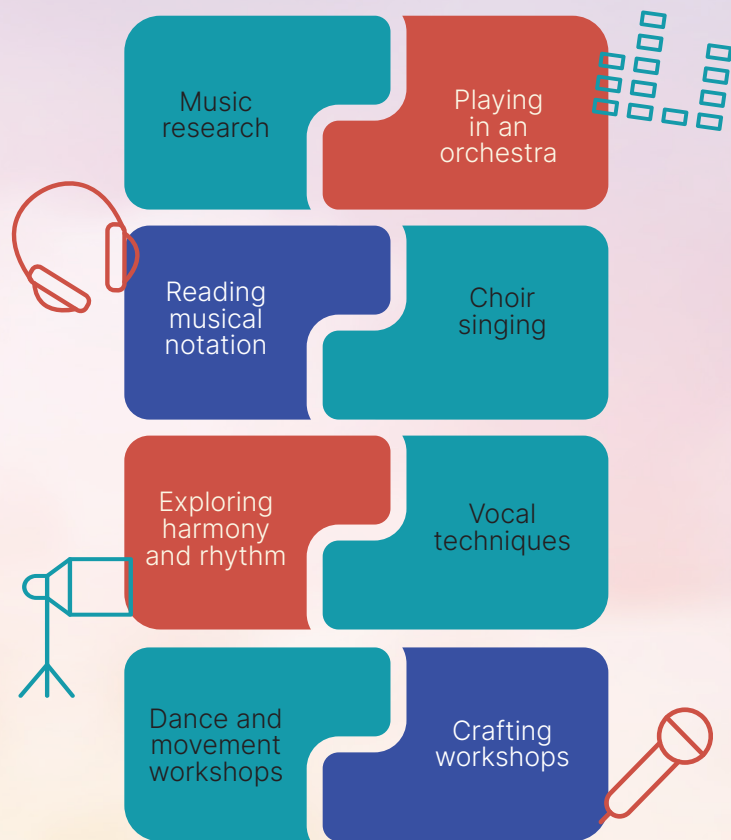 Music
research
Playing
in an
orchestra
Reading
musical
notation
Choir
singing
Exploring
harmony
and rhythm
Vocal
techniques
Dance and
movement
workshops
Crafting
workshops